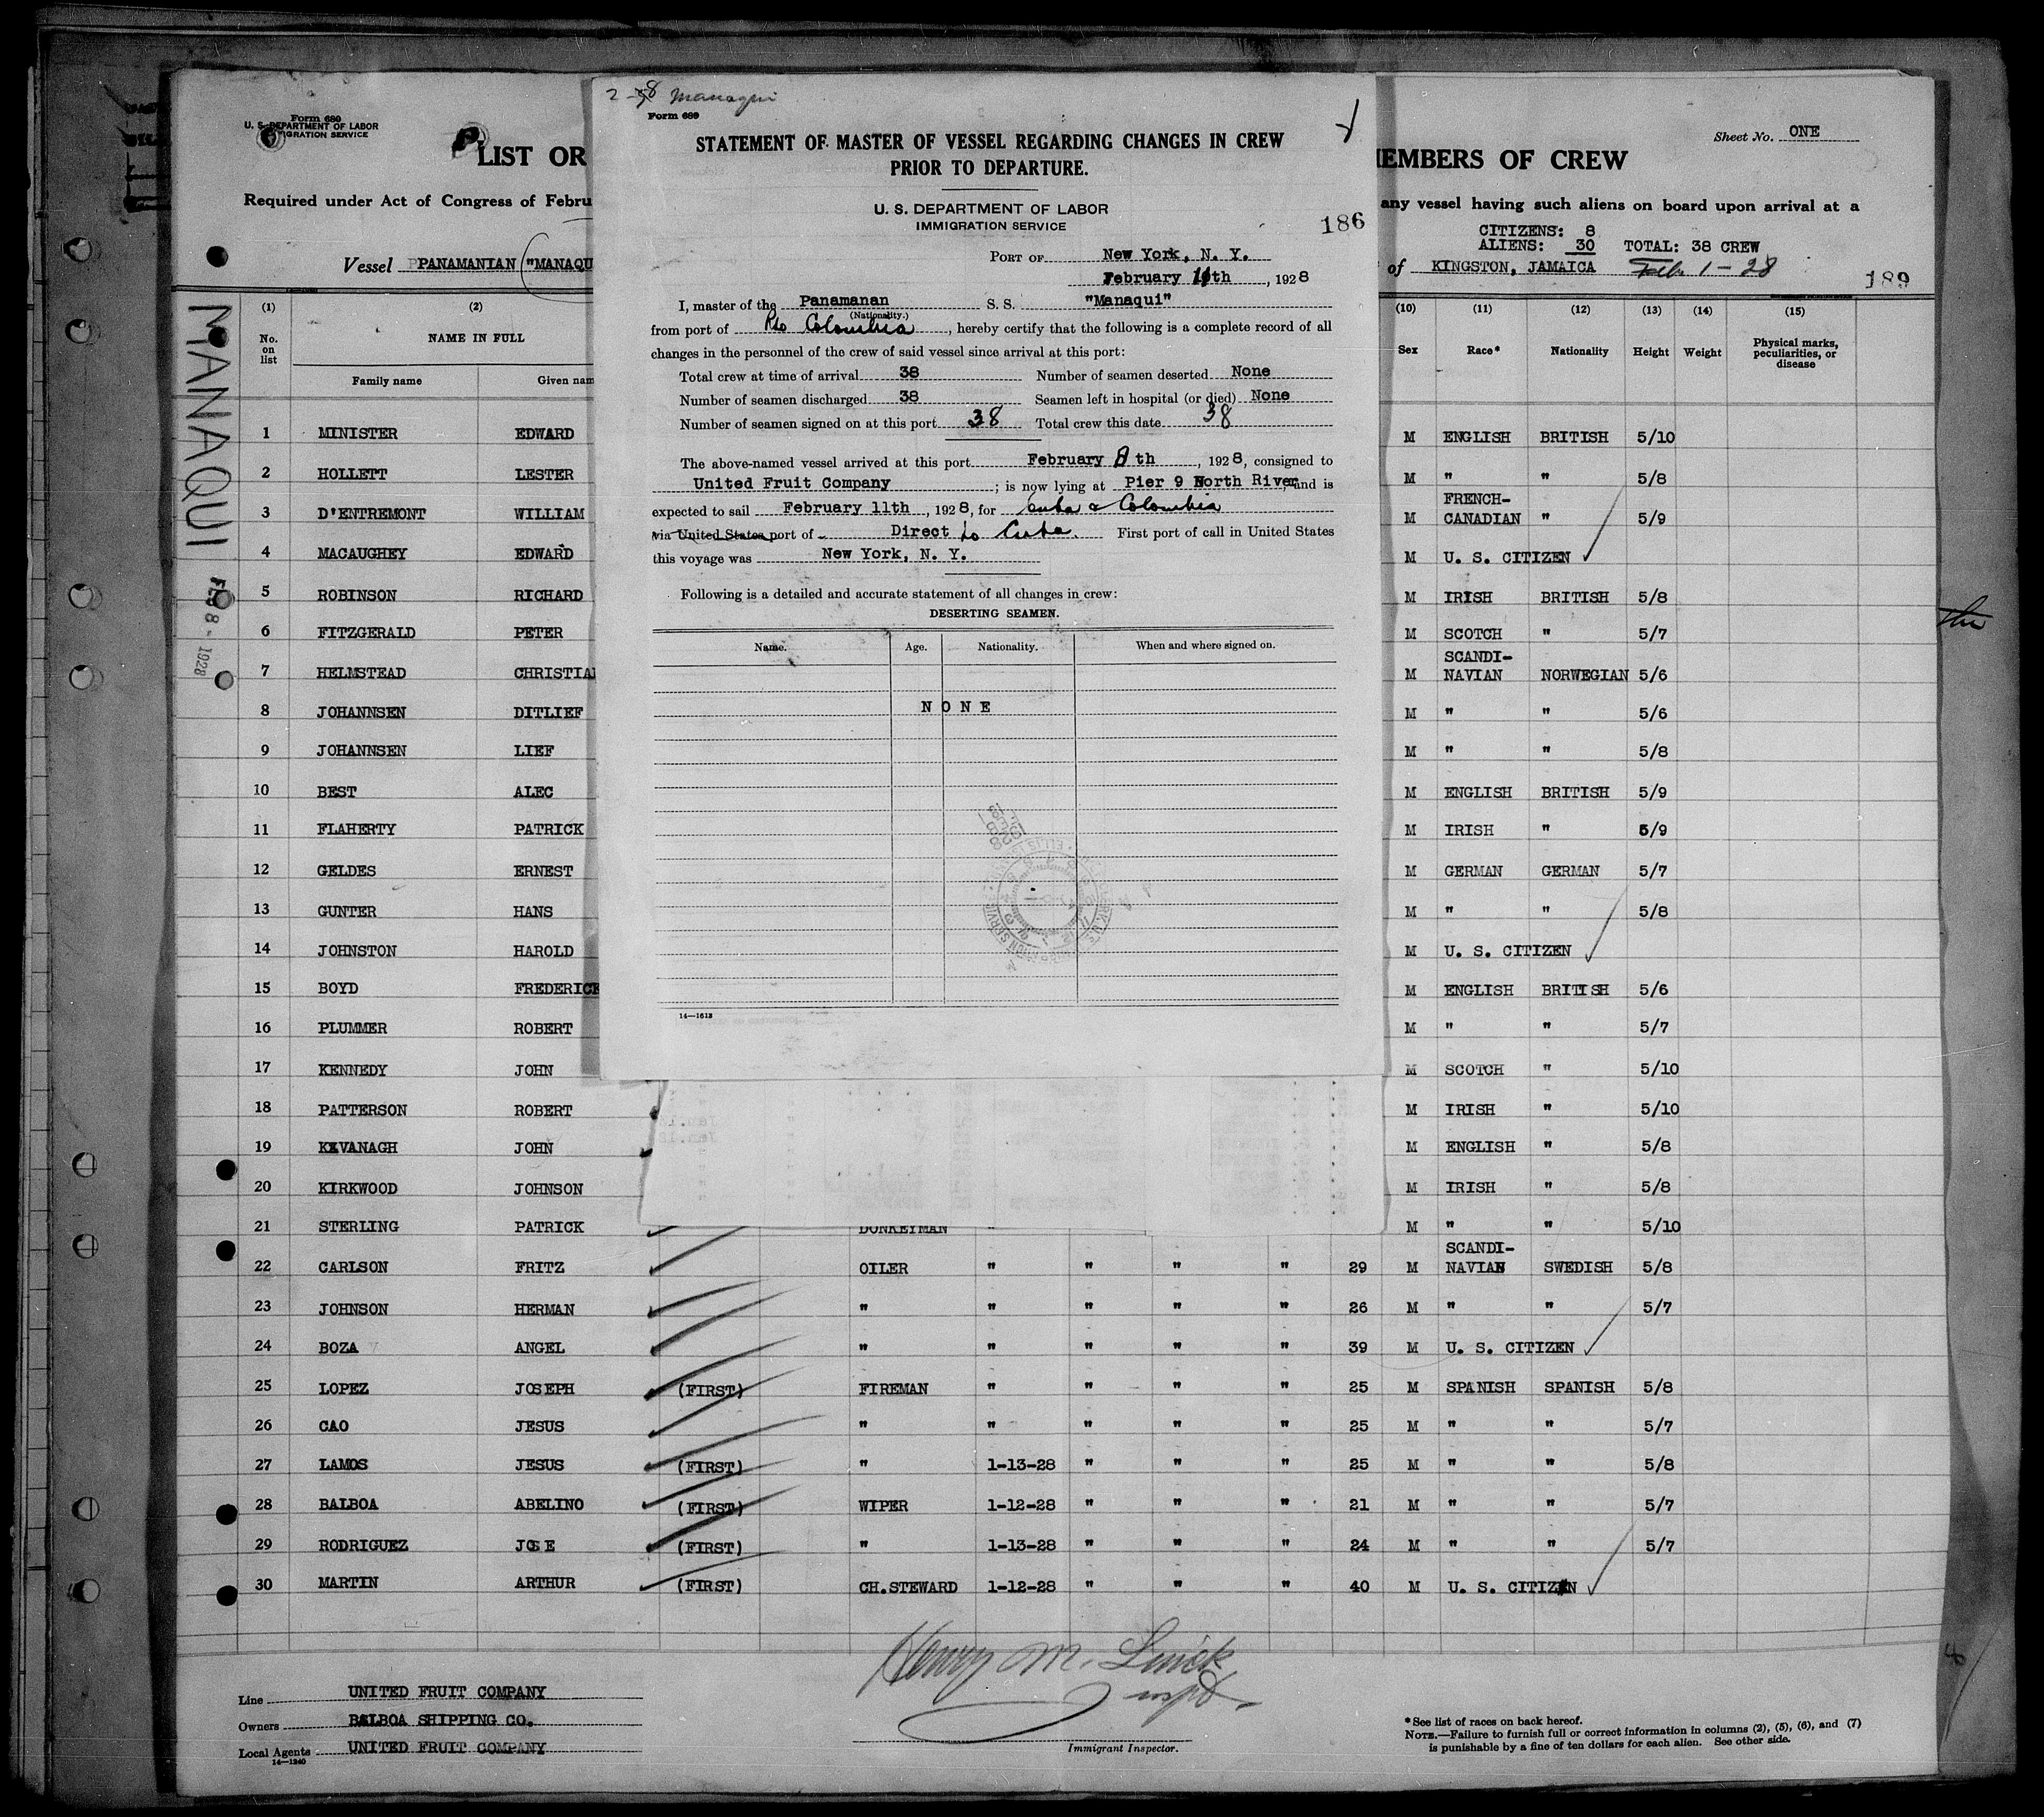 2-8 Manaqui
Form 689
STATEMENT OF MASTER OF VESSEL REGARDING CHANGES IN CREW
PRIOR TO DEPARTURE.
U. S. DEPARTMENT OF LABOR
IMMIGRATION SERVICE
186
PORT OF New York, N. Y.
February 11th, 1928
I, master of the Panamanan S. S. "Manaqui"
(Nationality.)
from port of Rio Colombia, hereby certify that the following is a complete record of all
changes in the personnel of the crew of said vessel since arrival at this port:
Total crew at time of arrival 38 Number of seamen deserted None
Number of seamen discharged 38 Seamen left in hospital (or died) None
Number of seamen signed on at this port 38 Total crew this date 38
The above-named vessel arrived at this port February 8 th, 1928, consigned to
United Fruit Company; is now lying at Pier 9 North River, and is
expected to sail February 11th, 1928, for Cuba & Colombia
via United States port of Direct to Cuba. First port of call in United States
this voyage was New York, N. Y.
Following is a detailed and accurate statement of all changes in crew:
DESERTING SEAMEN.
Name. Age. Nationality. When and where signed on.
NONE
14—1613
Form 680
U. S. DEPARTMENT OF LABOR
IMMIGRATION SERVICE
Sheet No. ONE
LIST OR EMBERS OF CREW
Required under Act of Congress of Febru any vessel having such aliens on board upon arrival at a
CITIZENS: 8
ALIENS: 30 TOTAL: 38 CREW
Vessel PPANAMANIAN "MANAQU of KINGSTON, JAMAICA Feb. 1-28
189
MANAQUI
FEB 8 - 1928
(1) (2) (10) (11) (12) (13) (14) (15)
No. on list NAME IN FULL Sex Race* Nationality Height Weight Physical marks, peculiarities, or disease
Family name Given nam
1 MINISTER EDWARD M ENGLISH BRITISH 5/10
2 HOLLETT LESTER M " " 5/8
3 D'ENTREMONT WILLIAM M FRENCH-CANADIAN " 5/9
4 MACAUGHEY EDWARD M U. S. CITIZEN
5 ROBINSON RICHARD M IRISH BRITISH 5/8
6 FITZGERALD PETER M SCOTCH " 5/7
7 HELMSTEAD CHRISTIAN M SCANDI-NAVIAN NORWEGIAN 5/6
8 JOHANNSEN DITLIEF M " " 5/6
9 JOHANNSEN LIEF M " " 5/8
10 BEST ALEC M ENGLISH BRITISH 5/9
11 FLAHERTY PATRICK M IRISH " 5/9
12 GELDES ERNEST M GERMAN GERMAN 5/7
13 GUNTER HANS M " " 5/8
14 JOHNSTON HAROLD M U. S. CITIZEN
15 BOYD FREDERICK M ENGLISH BRITISH 5/6
16 PLUMMER ROBERT M " " 5/7
17 KENNEDY JOHN M SCOTCH " 5/10
18 PATTERSON ROBERT M IRISH " 5/10
19 KAVANAGH JOHN M ENGLISH " 5/8
20 KIRKWOOD JOHNSON M IRISH " 5/8
21 STERLING PATRICK DONKEYMAN " M " " 5/10
22 CARLSON FRITZ OILER " " " " 29 M SCANDI-NAVIAN SWEDISH 5/8
23 JOHNSON HERMAN " " " " " 26 M " " 5/7
24 BOZA ANGEL " " " " " 39 M U. S. CITIZEN
25 LOPEZ JOSEPH (FIRST) FIREMAN " " " " 25 M SPANISH SPANISH 5/8
26 CAO JESUS " " " " " 25 M " " 5/7
27 LAMOS JESUS (FIRST) " 1-13-28 " " " 25 M " " 5/8
28 BALBOA ABELINO (FIRST) WIPER 1-12-28 " " " 21 M " " 5/7
29 RODRIGUEZ JOSE (FIRST) " 1-13-28 " " " 24 M " " 5/7
30 MARTIN ARTHUR (FIRST) CH.STEWARD 1-12-28 " " " 40 M U. S. CITIZEN
Line UNITED FRUIT COMPANY
Owners BALBOA SHIPPING CO.
Local Agents UNITED FRUIT COMPANY
14—1240
Henry M.
Immigrant Inspector.
*See list of races on back hereof.
NOTE.—Failure to furnish full or correct information in columns (2), (5), (6), and (7)
is punishable by a fine of ten dollars for each alien. See other side.